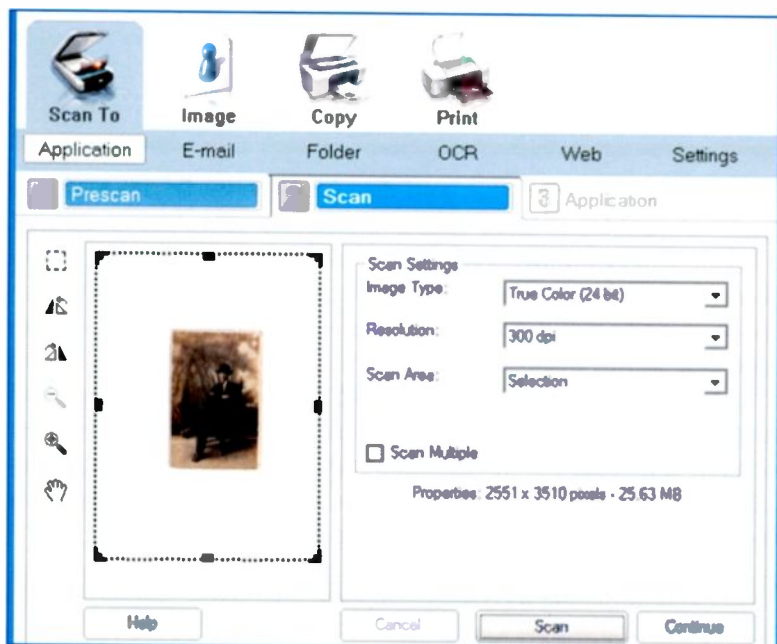 Scan To Image Copy Print
Application E-mail Folder OCR Web Settings
Prescan Scan 3 Application
Scan Settings
Image Type: True Color (24 bit)
Resolution: 300 dpi
Scan Area: Selection
Scan Multiple
Properties: 2551 x 3510 pixels - 25.63 MB
Help Cancel Scan Continue